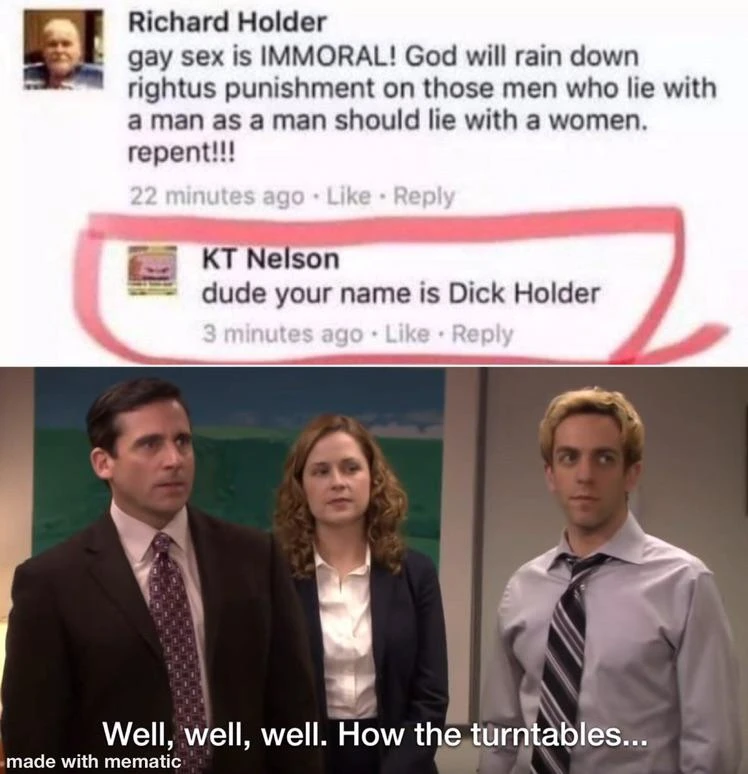 Richard Holder
gay sex is IMMORAL! God will rain down
rightus punishment on those men who lie with
a man as a man should lie with a women.
repent!!!
22 minutes ago · Like · Reply
KT Nelson
dude your name is Dick Holder
3 minutes ago · Like · Reply
Well, well, well. How the turntables...
made with mematic